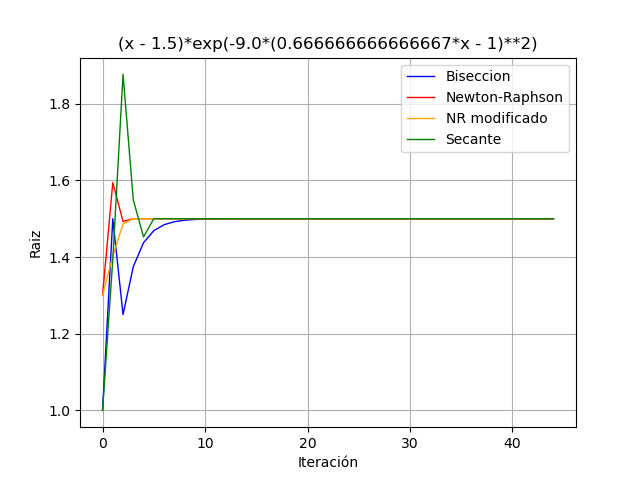 (x - 1.5)*exp(-9.0*(0.666666666666667*x - 1)**2)
Biseccion
Newton-Raphson
NR modificado
Secante
Raiz
1.8
1.6
1.4
1.2
1.0
0
10
20
30
40
Iteración